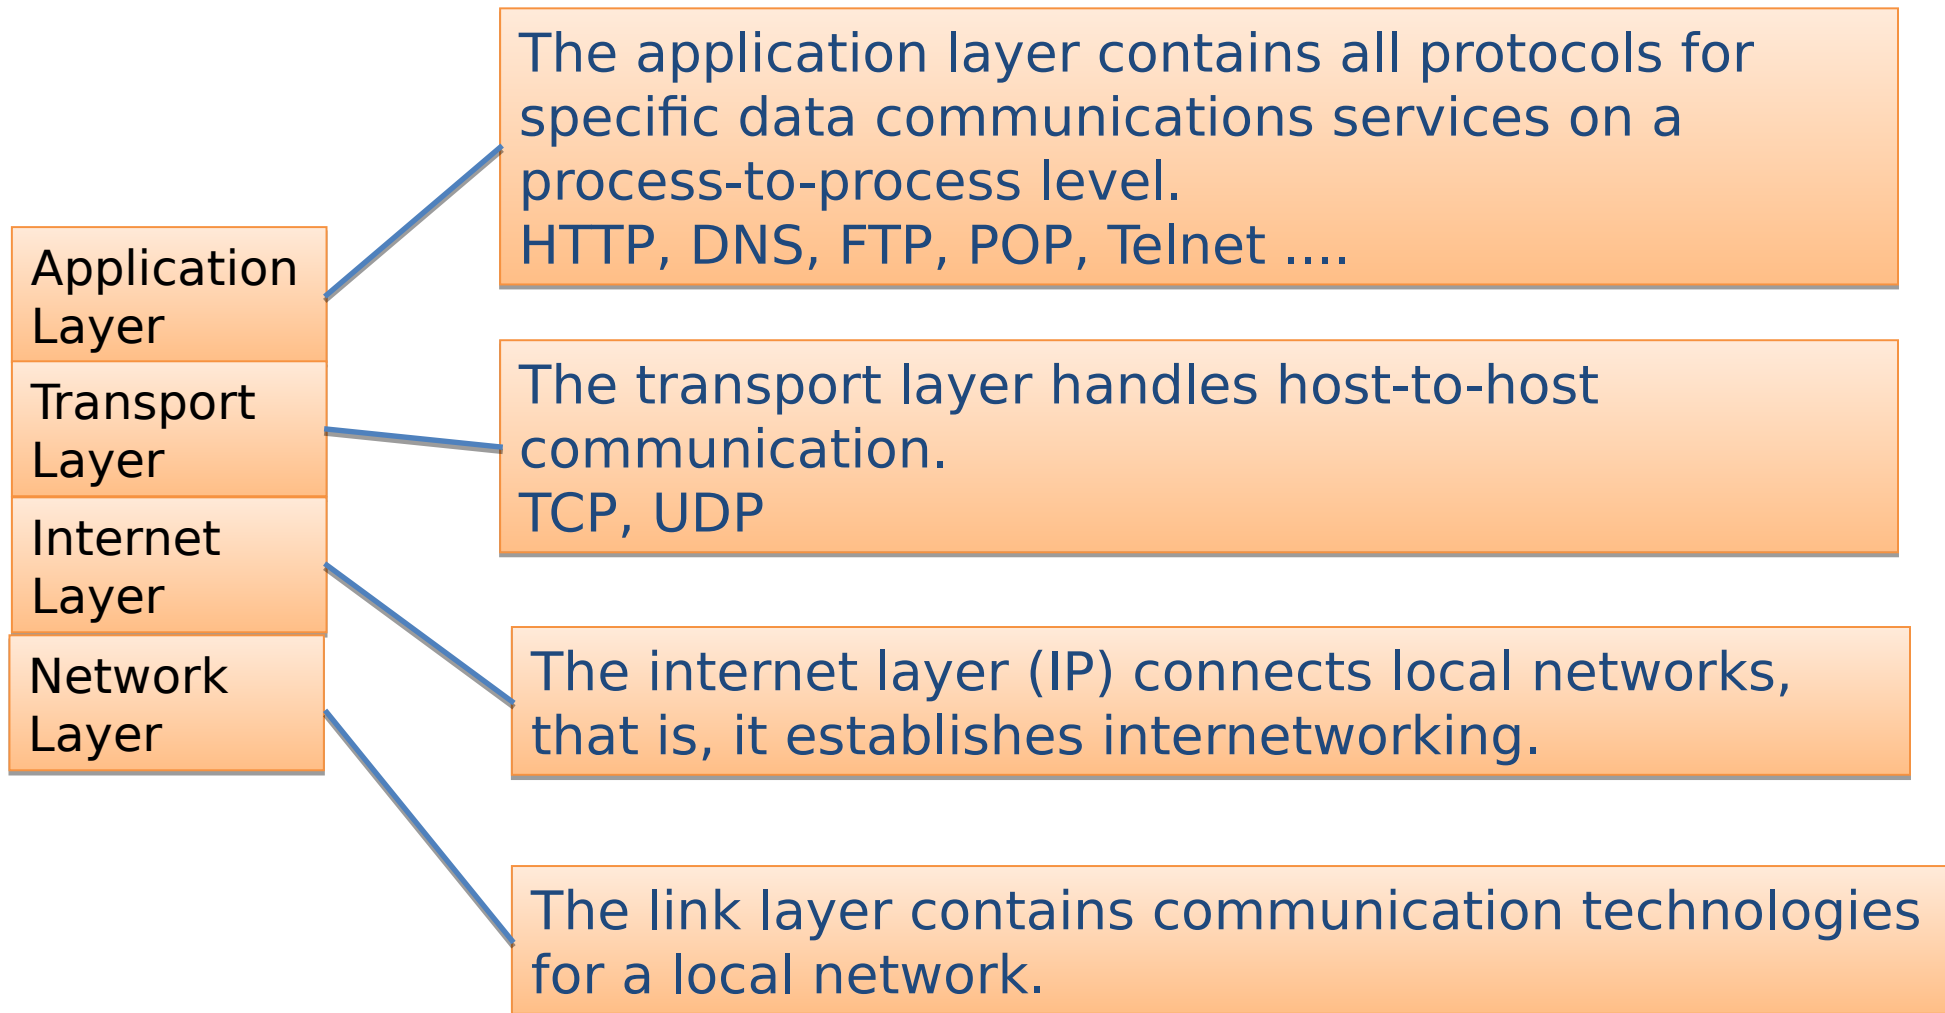 The application layer contains all protocols for
specific data communications services on a
process-to-process level.
HTTP, DNS, FTP, POP, Telnet ....
Application
Layer
The transport layer handles host-to-host
communication.
TCP, UDP
Transport
Layer
Internet
Layer
The internet layer (IP) connects local networks,
that is, it establishes internetworking.
Network
Layer
The link layer contains communication technologies
for a local network.